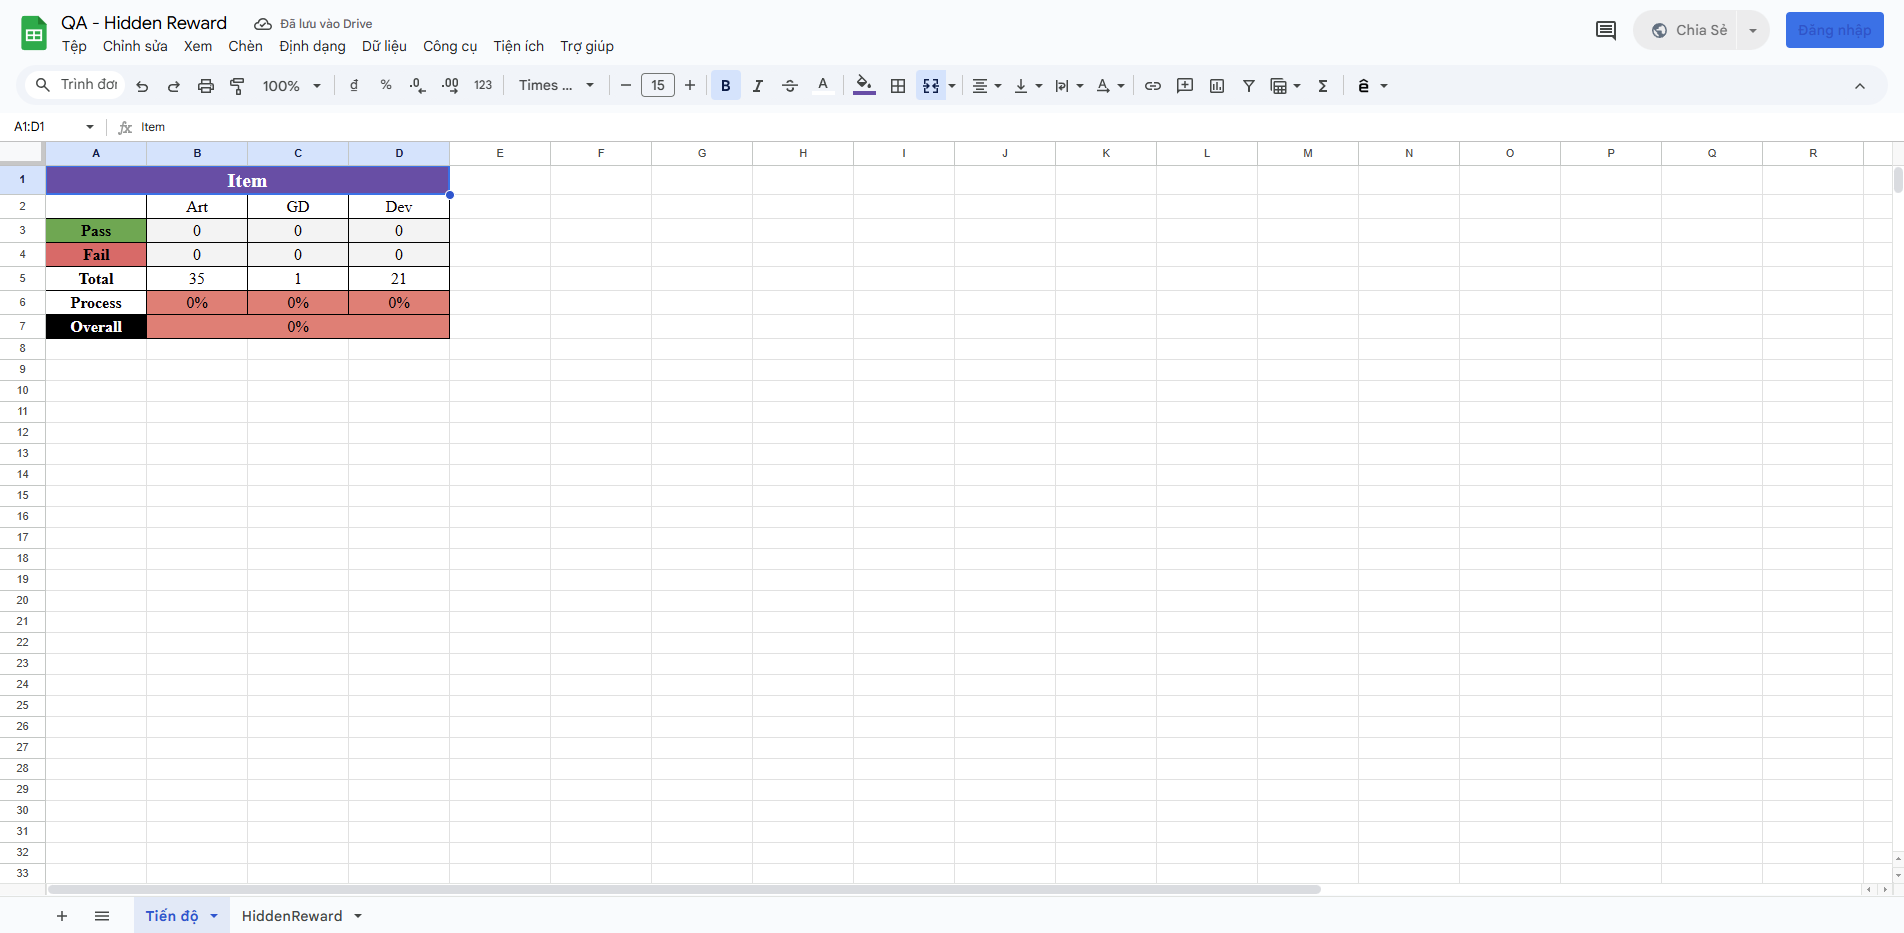 QA - Hidden Reward Đã lưu vào Drive
Tệp Chỉnh sửa Xem Chèn Định dạng Dữ liệu Công cụ Tiện ích Trợ giúp
Chia Sẻ
Đăng nhập
Trình đơn 100% đ % .0 .00 123 Times ... 15 B I A A Σ ê
A1:D1 fx Item
A B C D E F G H I J K L M N O P Q R
1 Item
2 Art GD Dev
3 Pass 0 0 0
4 Fail 0 0 0
5 Total 35 1 21
6 Process 0% 0% 0%
7 Overall 0%
8
9
10
11
12
13
14
15
16
17
18
19
20
21
22
23
24
25
26
27
28
29
30
31
32
33
Tiến độ HiddenReward